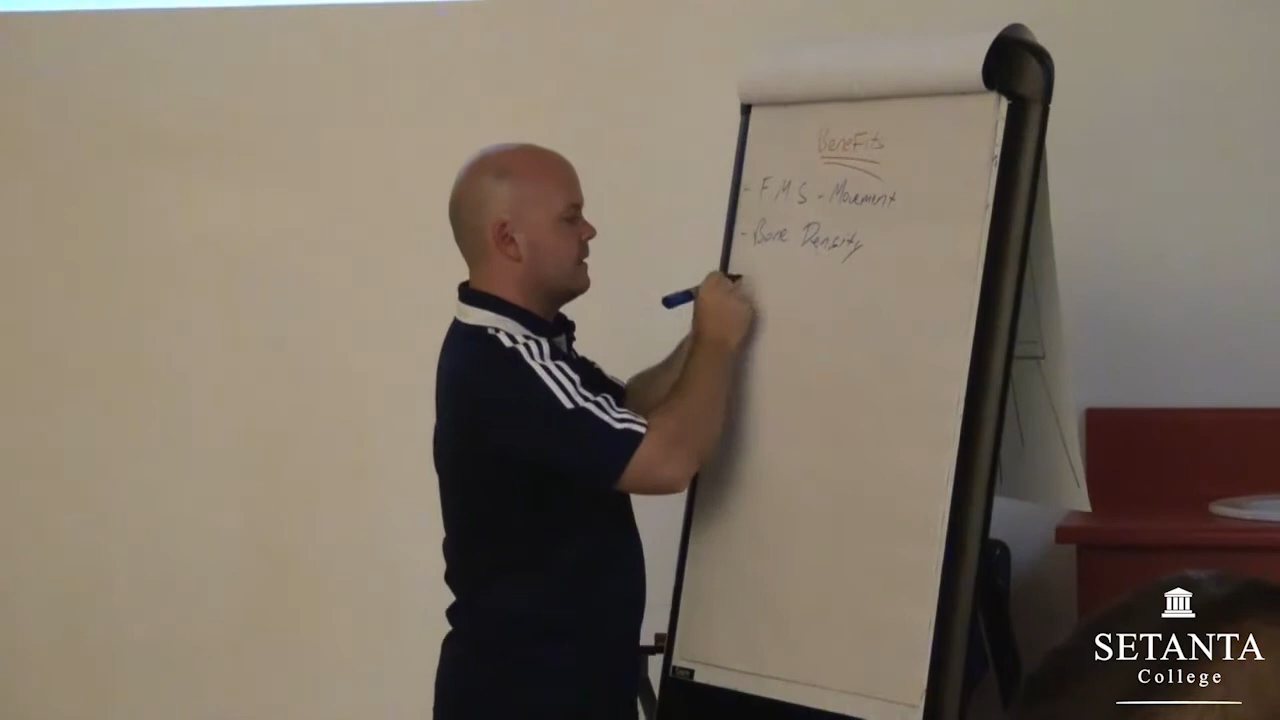 BeneFits
- F M S - Movement
- Bone Density
SETANTA
College